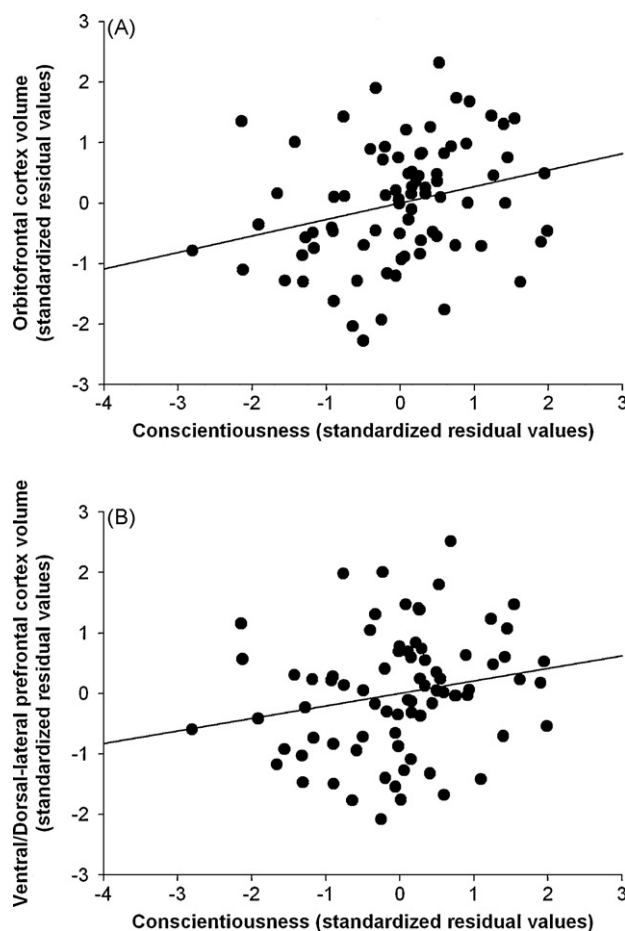 (A)
Orbitofrontal cortex volume
(standardized residual values)
3
2
1
0
-1
-2
-3
-4 -3 -2 -1 0 1 2 3
Conscientiousness (standardized residual values)
(B)
Ventral/Dorsal-lateral prefrontal cortex volume
(standardized residual values)
3
2
1
0
-1
-2
-3
-4 -3 -2 -1 0 1 2 3
Conscientiousness (standardized residual values)